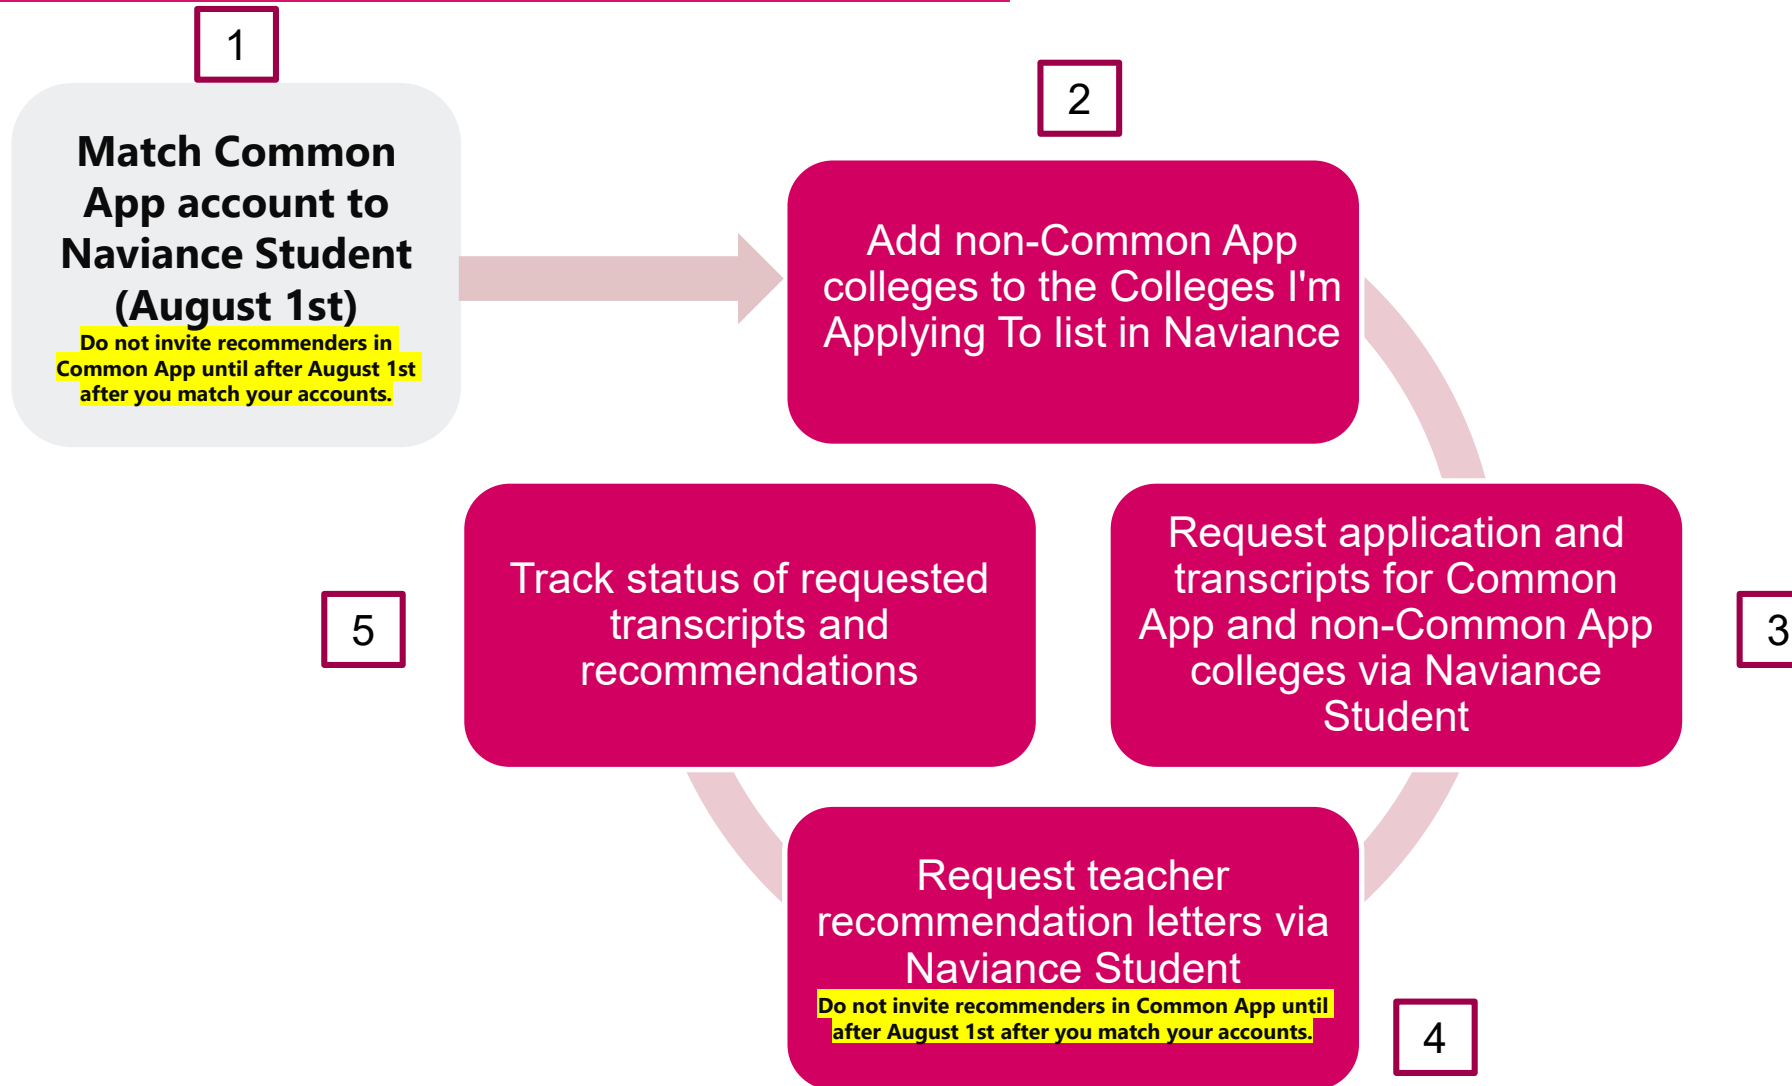 1
Match Common
App account to
Naviance Student
(August 1st)
Do not invite recommenders in
Common App until after August 1st
after you match your accounts.
2
Add non-Common App
colleges to the Colleges I'm
Applying To list in Naviance
3
Request application and
transcripts for Common
App and non-Common App
colleges via Naviance
Student
4
Request teacher
recommendation letters via
Naviance Student
Do not invite recommenders in Common App until
after August 1st after you match your accounts.
5
Track status of requested
transcripts and
recommendations